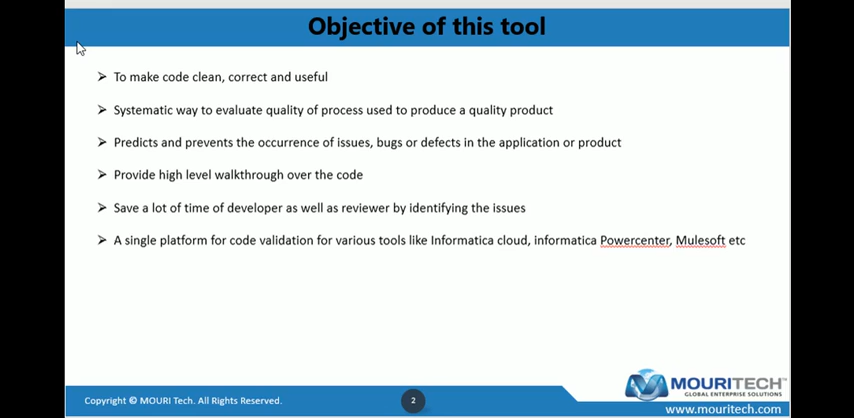 Objective of this tool
To make code clean, correct and useful
Systematic way to evaluate quality of process used to produce a quality product
Predicts and prevents the occurrence of issues, bugs or defects in the application or product
Provide high level walkthrough over the code
Save a lot of time of developer as well as reviewer by identifying the issues
A single platform for code validation for various tools like Informatica cloud, informatica Powercenter, Mulesoft etc
Copyright © MOURI Tech. All Rights Reserved.
2
MOURITECH™
GLOBAL ENTERPRISE SOLUTIONS
www.mouritech.com